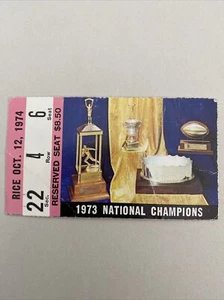 RICE OCT. 12, 1974
22 Sec.
4 Row
6 Seat
RESERVED SEAT $8.50
1973 NATIONAL CHAMPIONS